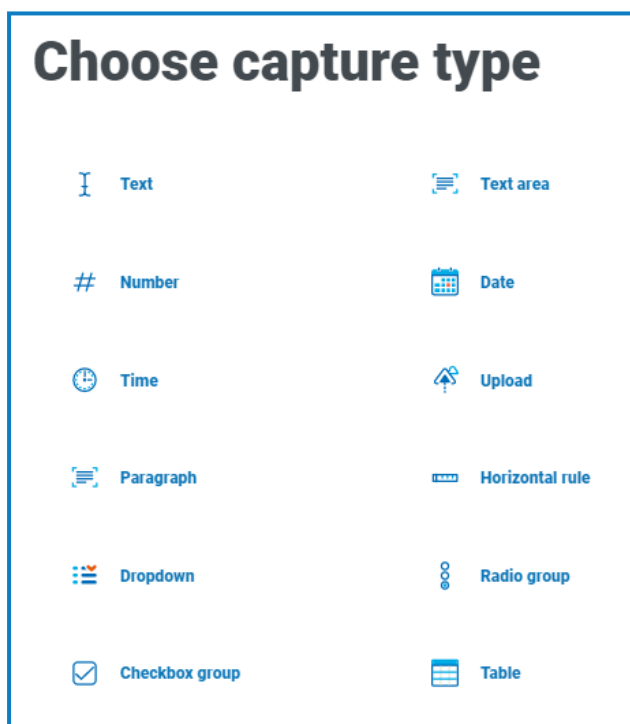 Choose capture type
Text
Text area
Number
Date
Time
Upload
Paragraph
Horizontal rule
Dropdown
Radio group
Checkbox group
Table